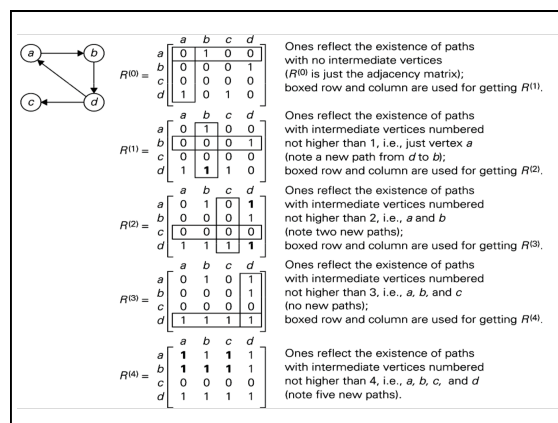 a b
c d
a b c d
a 0 1 0 0
b 0 0 0 1
R(0) =
c 0 0 0 0
d 1 0 1 0
Ones reflect the existence of paths
with no intermediate vertices
(R(0) is just the adjacency matrix);
boxed row and column are used for getting R(1).
a b c d
a 0 1 0 0
b 0 0 0 1
R(1) =
c 0 0 0 0
d 1 1 1 0
Ones reflect the existence of paths
with intermediate vertices numbered
not higher than 1, i.e., just vertex a
(note a new path from d to b);
boxed row and column are used for getting R(2).
a b c d
a 0 1 0 1
b 0 0 0 1
R(2) =
c 0 0 0 0
d 1 1 1 1
Ones reflect the existence of paths
with intermediate vertices numbered
not higher than 2, i.e., a and b
(note two new paths);
boxed row and column are used for getting R(3).
a b c d
a 0 1 0 1
b 0 0 0 1
R(3) =
c 0 0 0 0
d 1 1 1 1
Ones reflect the existence of paths
with intermediate vertices numbered
not higher than 3, i.e., a, b, and c
(no new paths);
boxed row and column are used for getting R(4).
a b c d
a 1 1 1 1
b 1 1 1 1
R(4) =
c 0 0 0 0
d 1 1 1 1
Ones reflect the existence of paths
with intermediate vertices numbered
not higher than 4, i.e., a, b, c, and d
(note five new paths).